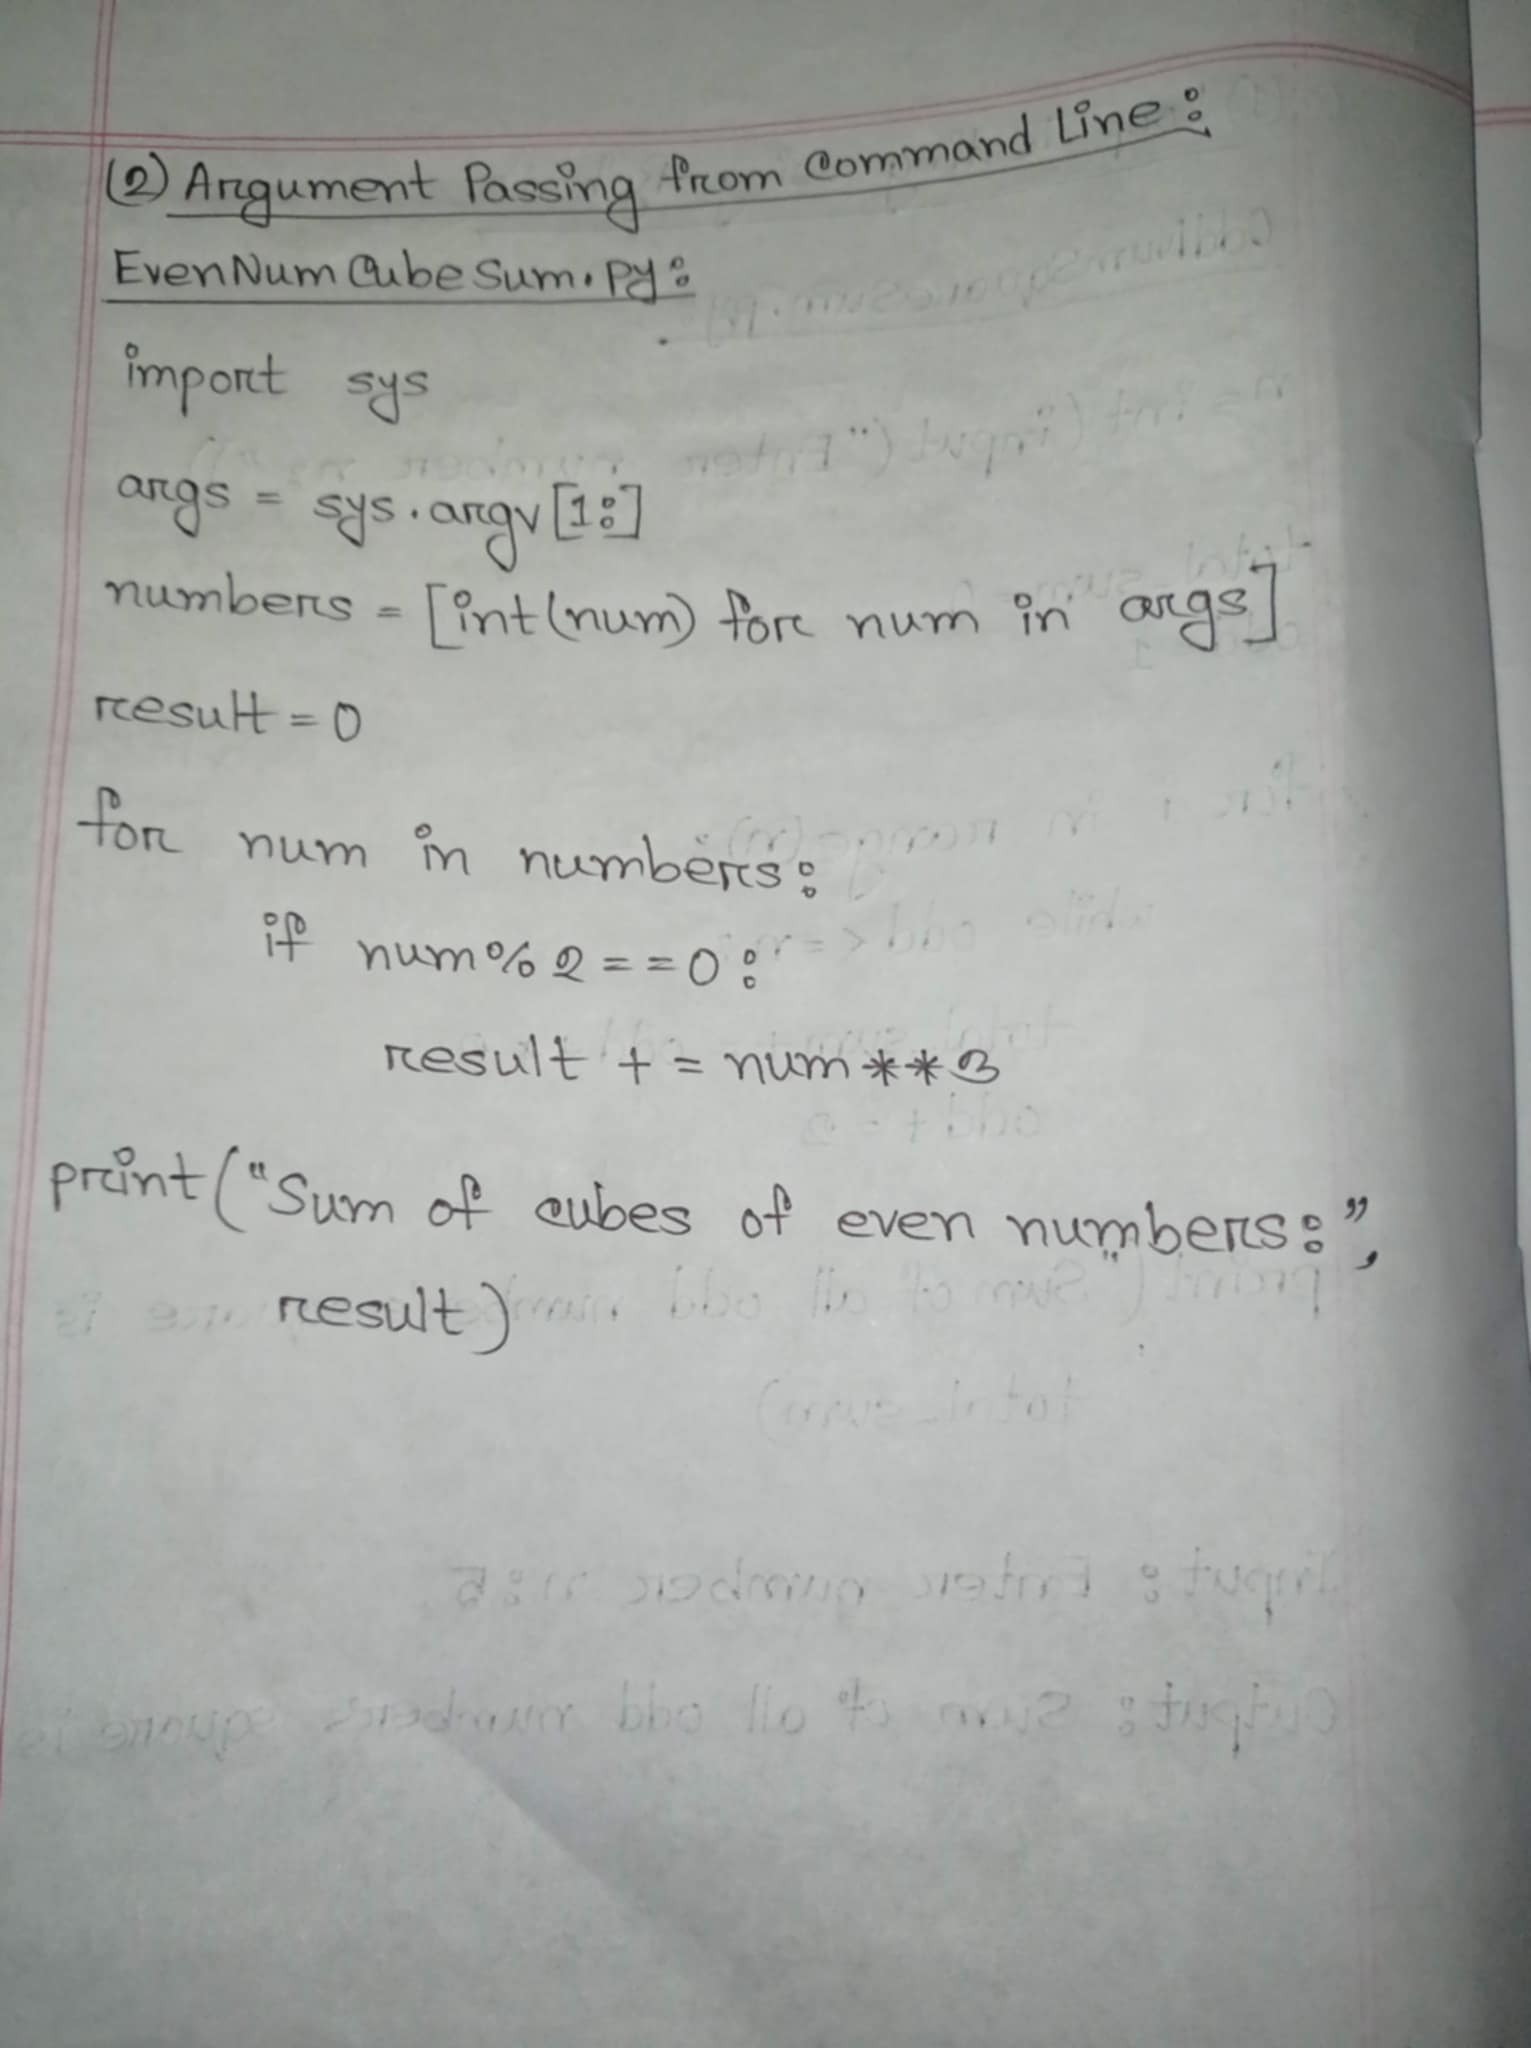 (2) Argument Passing from Command Line:
EvenNumCubeSum.py:
import sys
args = sys.argv[1:]
numbers = [int(num) for num in args]
result = 0
for num in numbers:
if num%2==0:
result += num**3
print("Sum of cubes of even numbers:",
result)